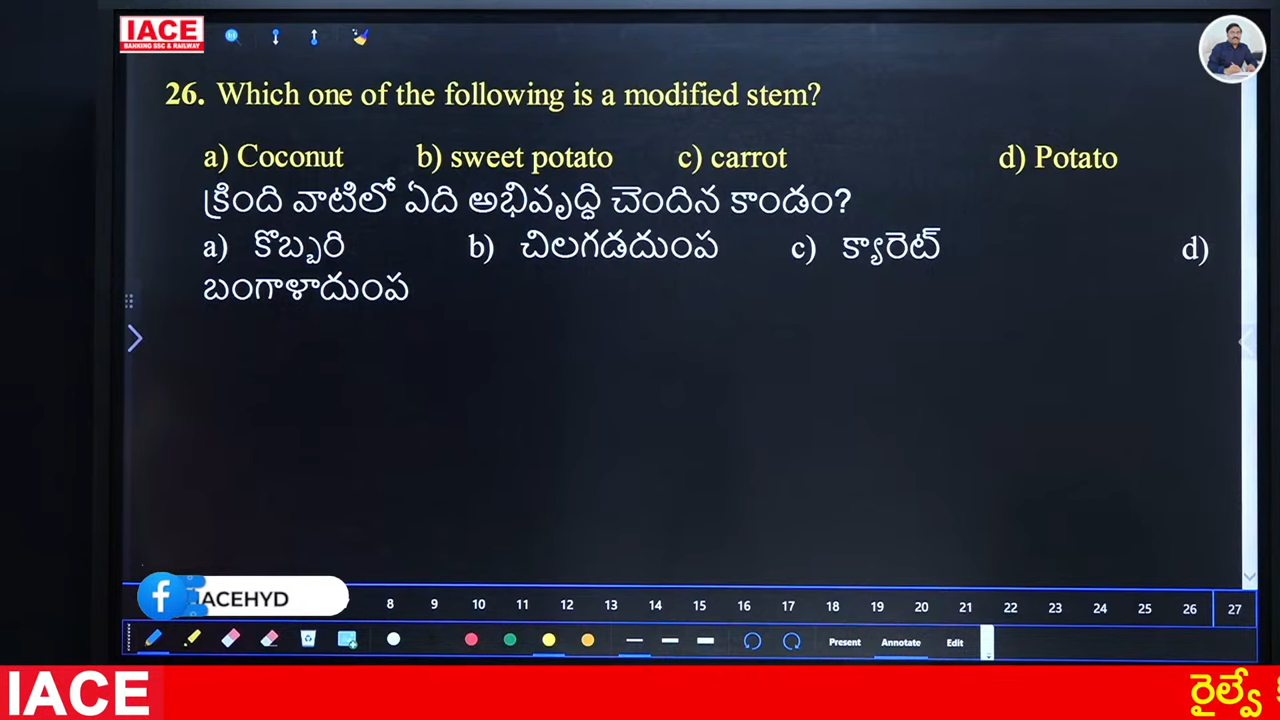 IACE
BANKING SSC & RAILWAY
26. Which one of the following is a modified stem?
a) Coconut b) sweet potato c) carrot d) Potato
క్రింది వాటిలో ఏది అభివృద్ధి చెందిన కాండం?
a) కొబ్బరి b) చిలగడదుంప c) క్యారెట్ d)
బంగాళాదుంప
IACEHYD
8 9 10 11 12 13 14 15 16 17 18 19 20 21 22 23 24 25 26 27
Present Annotate Edit
IACE
రైల్వే